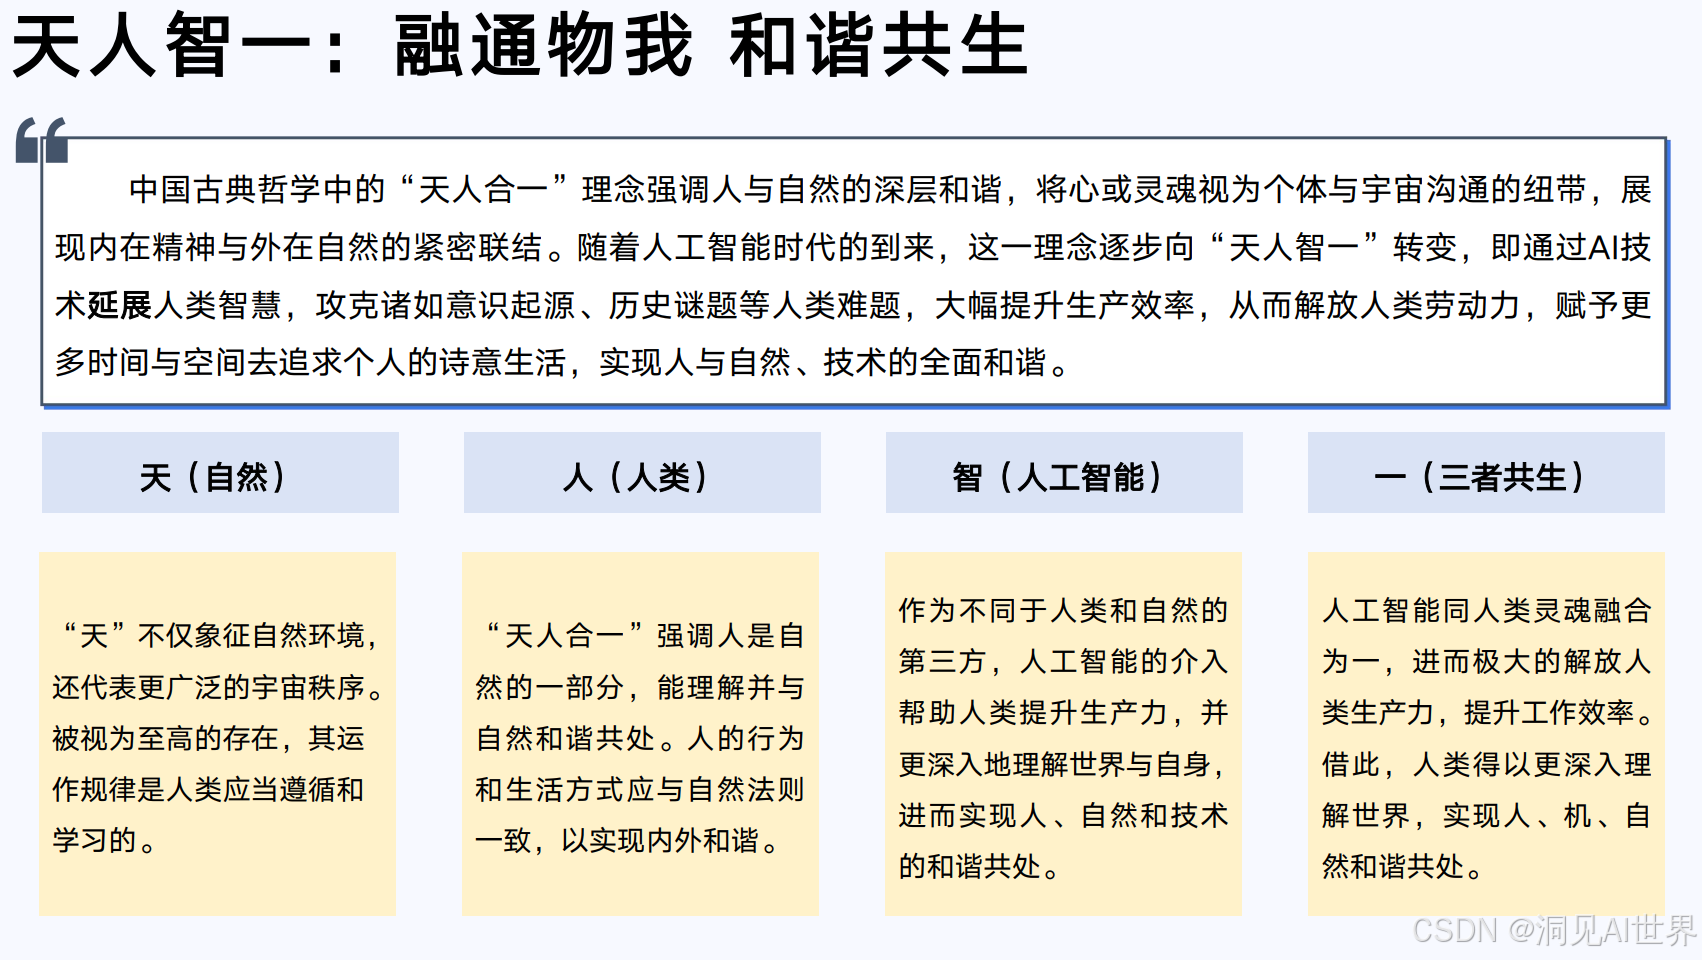 天人智一：融通物我 和谐共生
中国古典哲学中的“天人合一”理念强调人与自然的深层和谐，将心或灵魂视为个体与宇宙沟通的纽带，展
现内在精神与外在自然的紧密联结。随着人工智能时代的到来，这一理念逐步向“天人智一”转变，即通过AI技
术延展人类智慧，攻克诸如意识起源、历史谜题等人类难题，大幅提升生产效率，从而解放人类劳动力，赋予更
多时间与空间去追求个人的诗意生活，实现人与自然、技术的全面和谐。
天（自然）
“天”不仅象征自然环境，
还代表更广泛的宇宙秩序。
被视为至高的存在，其运
作规律是人类应当遵循和
学习的。
人（人类）
“天人合一”强调人是自
然的一部分，能理解并与
自然和谐共处。人的行为
和生活方式应与自然法则
一致，以实现内外和谐。
智（人工智能）
作为不同于人类和自然的
第三方，人工智能的介入
帮助人类提升生产力，并
更深入地理解世界与自身，
进而实现人、自然和技术
的和谐共处。
一（三者共生）
人工智能同人类灵魂融合
为一，进而极大的解放人
类生产力，提升工作效率。
借此，人类得以更深入理
解世界，实现人、机、自
然和谐共处。
CSDN @洞见AI世界